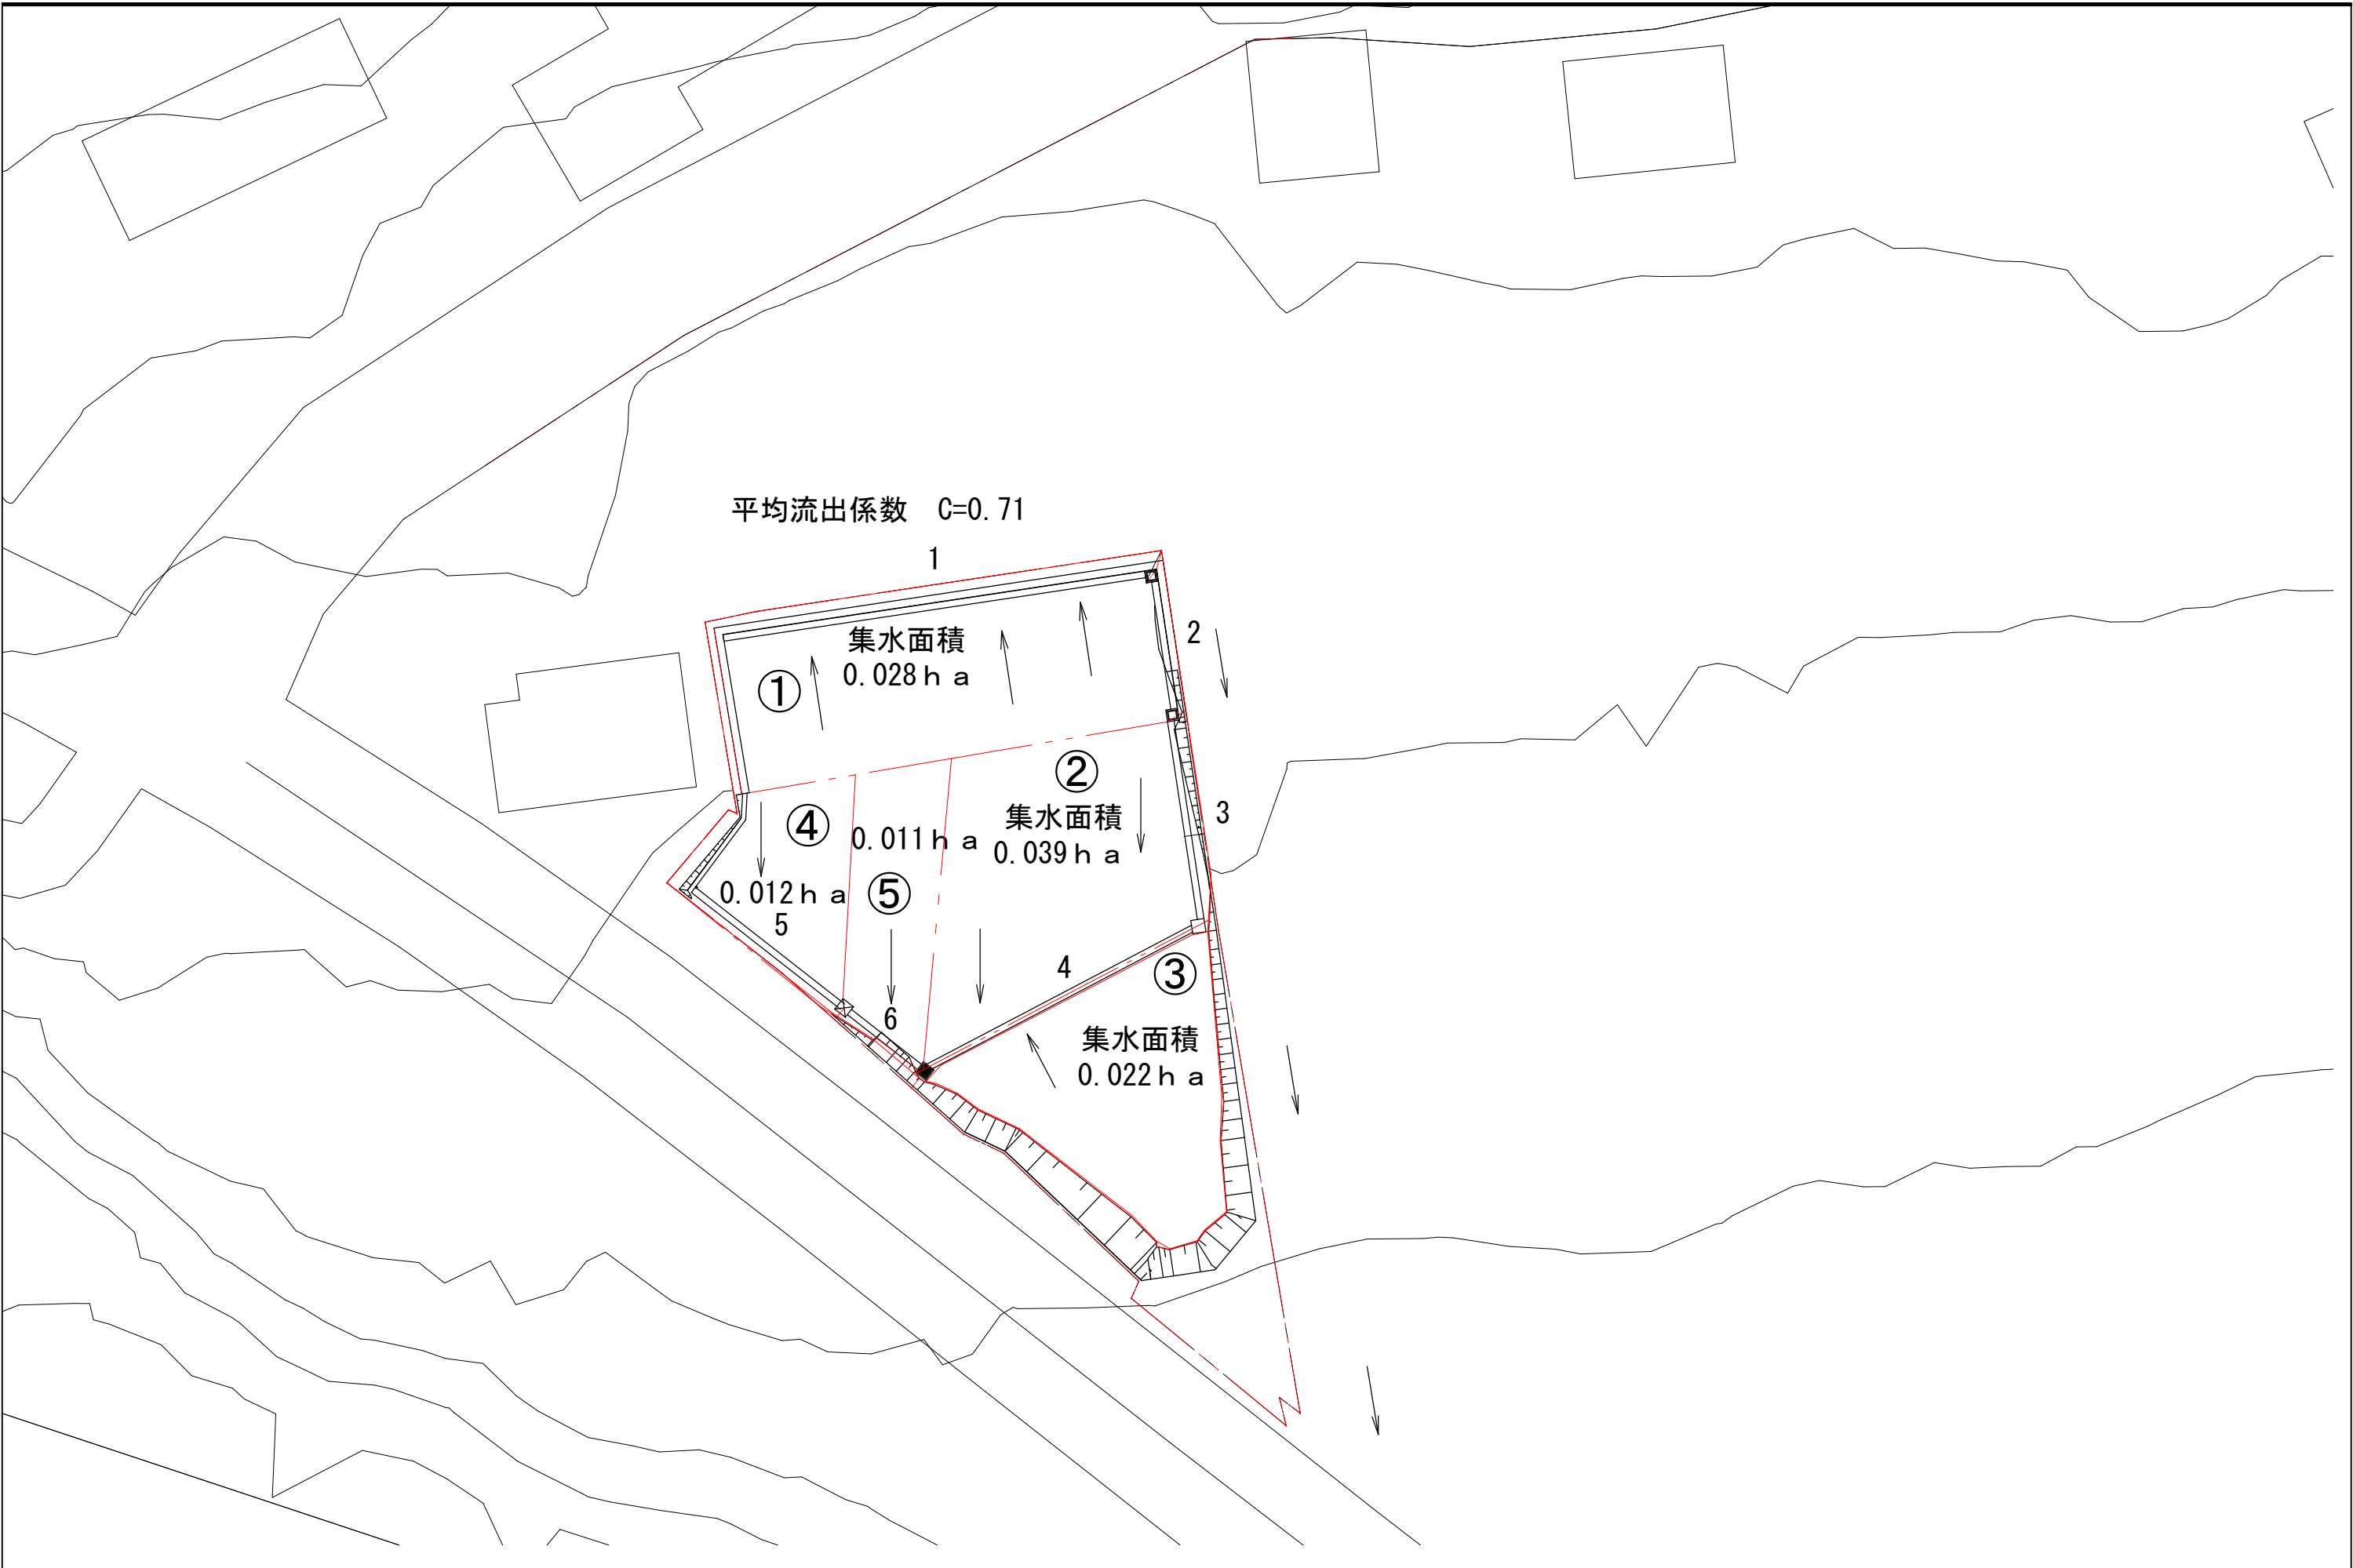 平均流出係数　C=0.71
1
2
集水面積
0.028ｈａ
①
②
集水面積
0.039ｈａ
3
④
0.011ｈａ
0.012ｈａ
⑤
5
4
③
6
集水面積
0.022ｈａ